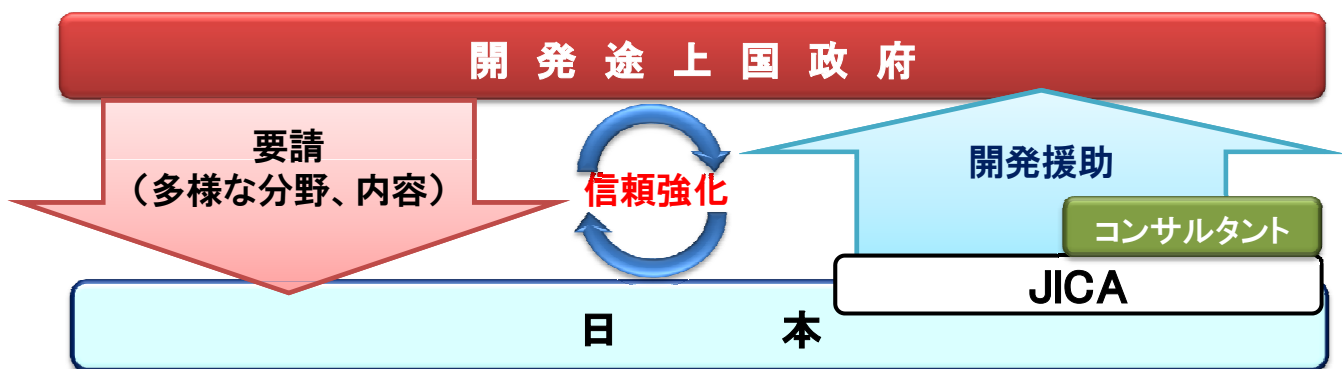 開発途上国政府
要請
（多様な分野、内容）
信頼強化
開発援助
コンサルタント
JICA
日本